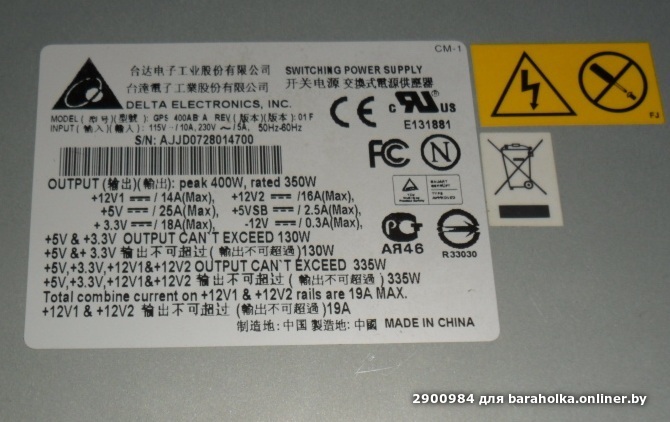 CM-1
台达电子工业股份有限公司 SWITCHING POWER SUPPLY
台達電子工業股份有限公司 开关电源 交換式電源供應器
DELTA ELECTRONICS, INC.
MODEL(型号)(型號): GPS 400AB A REV(版本)(版本): 01F
INPUT(输入)(輸入): 115V~/10A, 230V~/5A, 50Hz-60Hz
S/N: AJJD0728014700
c UR US
E131881
CE
FC N
OUTPUT (输出)(輸出): peak 400W, rated 350W
+12V1 /14A(Max), +12V2 /16A(Max),
+5V /25A(Max), +5VSB /2.5A(Max),
+3.3V /18A(Max), -12V /0.3A(Max),
+5V & +3.3V OUTPUT CAN'T EXCEED 130W
+5V &+ 3.3V 输出不可超过(輸出不可超過)130W
+5V,+3.3V,+12V1&+12V2 OUTPUT CAN'T EXCEED 335W
+5V,+3.3V,+12V1&+12V2 输出不可超过(輸出不可超過)335W
Total combine current on +12V1 & +12V2 rails are 19A MAX.
+12V1 &+12V2 输出不可超过(輸出不可超過)19A
制造地: 中国 製造地: 中國 MADE IN CHINA
АЯ46
R33030
FJ
2900984 для baraholka.onliner.by